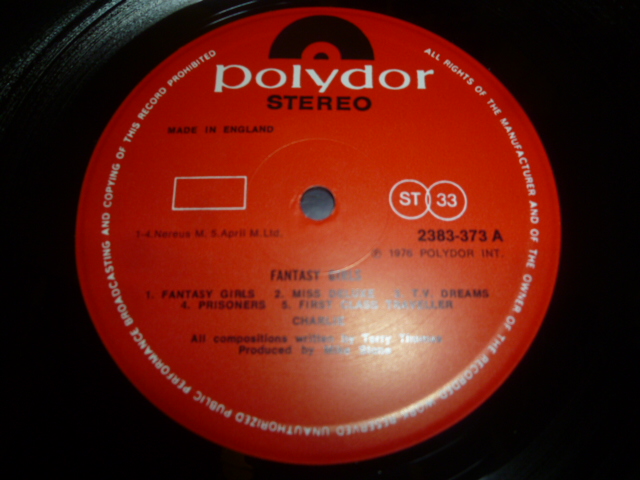 polydor
STEREO
MADE IN ENGLAND
ST 33
1-4.Nereus M. 5.April M.Ltd.
2383-373 A
℗ 1976 POLYDOR INT.
FANTASY GIRLS
1. FANTASY GIRLS 2. MISS 3. T.V. DREAMS
4. PRISONERS 5. FIRST CLASS TRAVELLER
All compositions written by Terry
Produced by
ALL RIGHTS OF THE MANUFACTURER AND OF THE OWNER OF THE RECORDED WORK RESERVED UNAUTHORIZED PUBLIC PERFORMANCE BROADCASTING AND COPYING OF THIS RECORD PROHIBITED